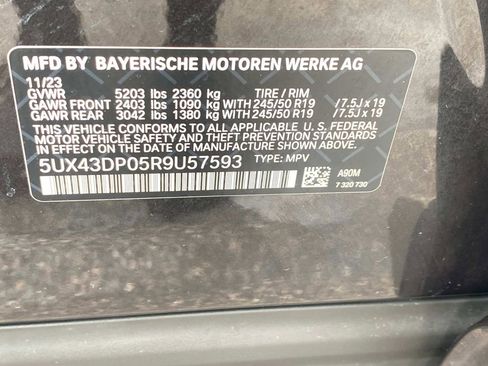 MFD BY BAYERISCHE MOTOREN WERKE AG
11/23
GVWR 5203 lbs 2360 kg TIRE / RIM
GAWR FRONT 2403 lbs 1090 kg WITH 245/50 R19 /7.5J x 19
GAWR REAR 3042 lbs 1380 kg WITH 245/50 R19 /7.5J x 19
THIS VEHICLE CONFORMS TO ALL APPLICABLE U. S. FEDERAL
MOTOR VEHICLE SAFETY AND THEFT PREVENTION STANDARDS
IN EFFECT ON THE DATE OF MANUFACTURE SHOWN ABOVE.
5UX43DP05R9U57593 TYPE: MPV
A90M
7 320 730